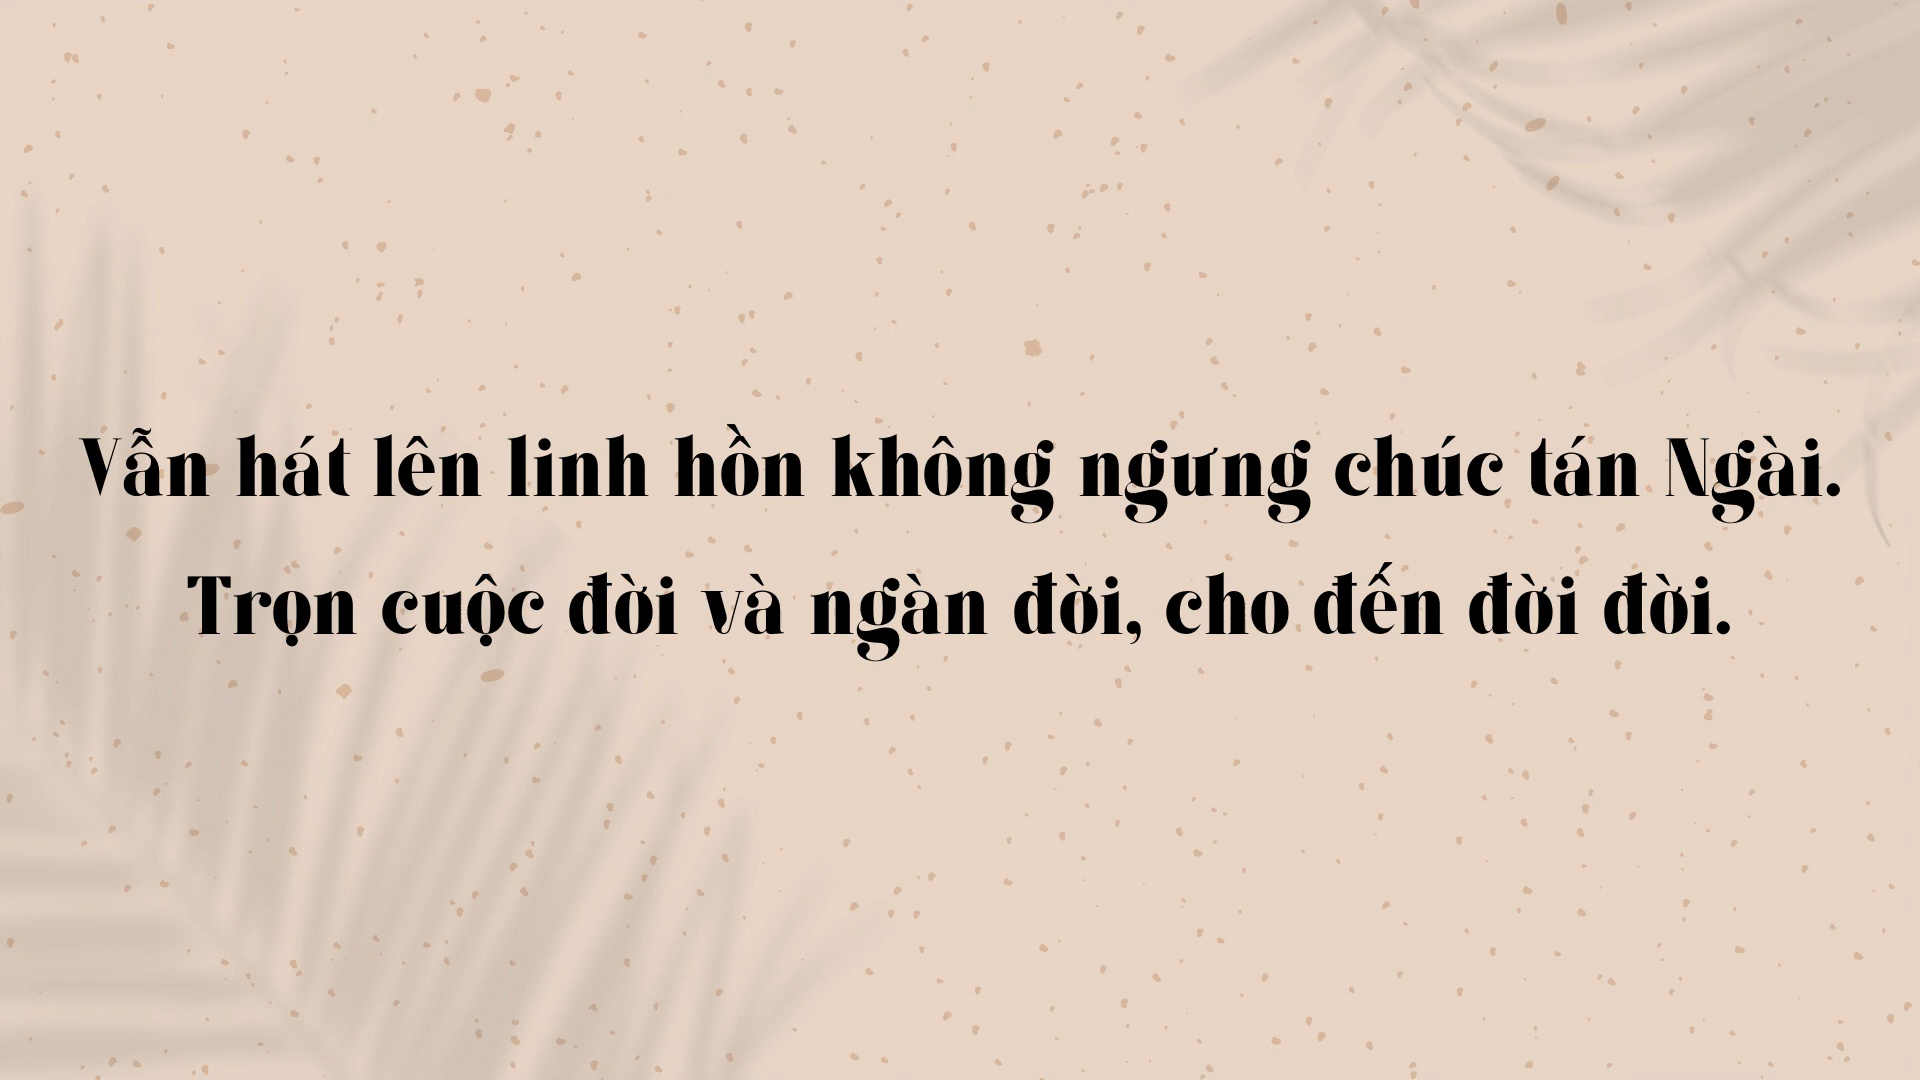 Vẫn hát lên linh hồn không ngưng chúc tán Ngài.
Trọn cuộc đời và ngàn đời, cho đến đời đời.